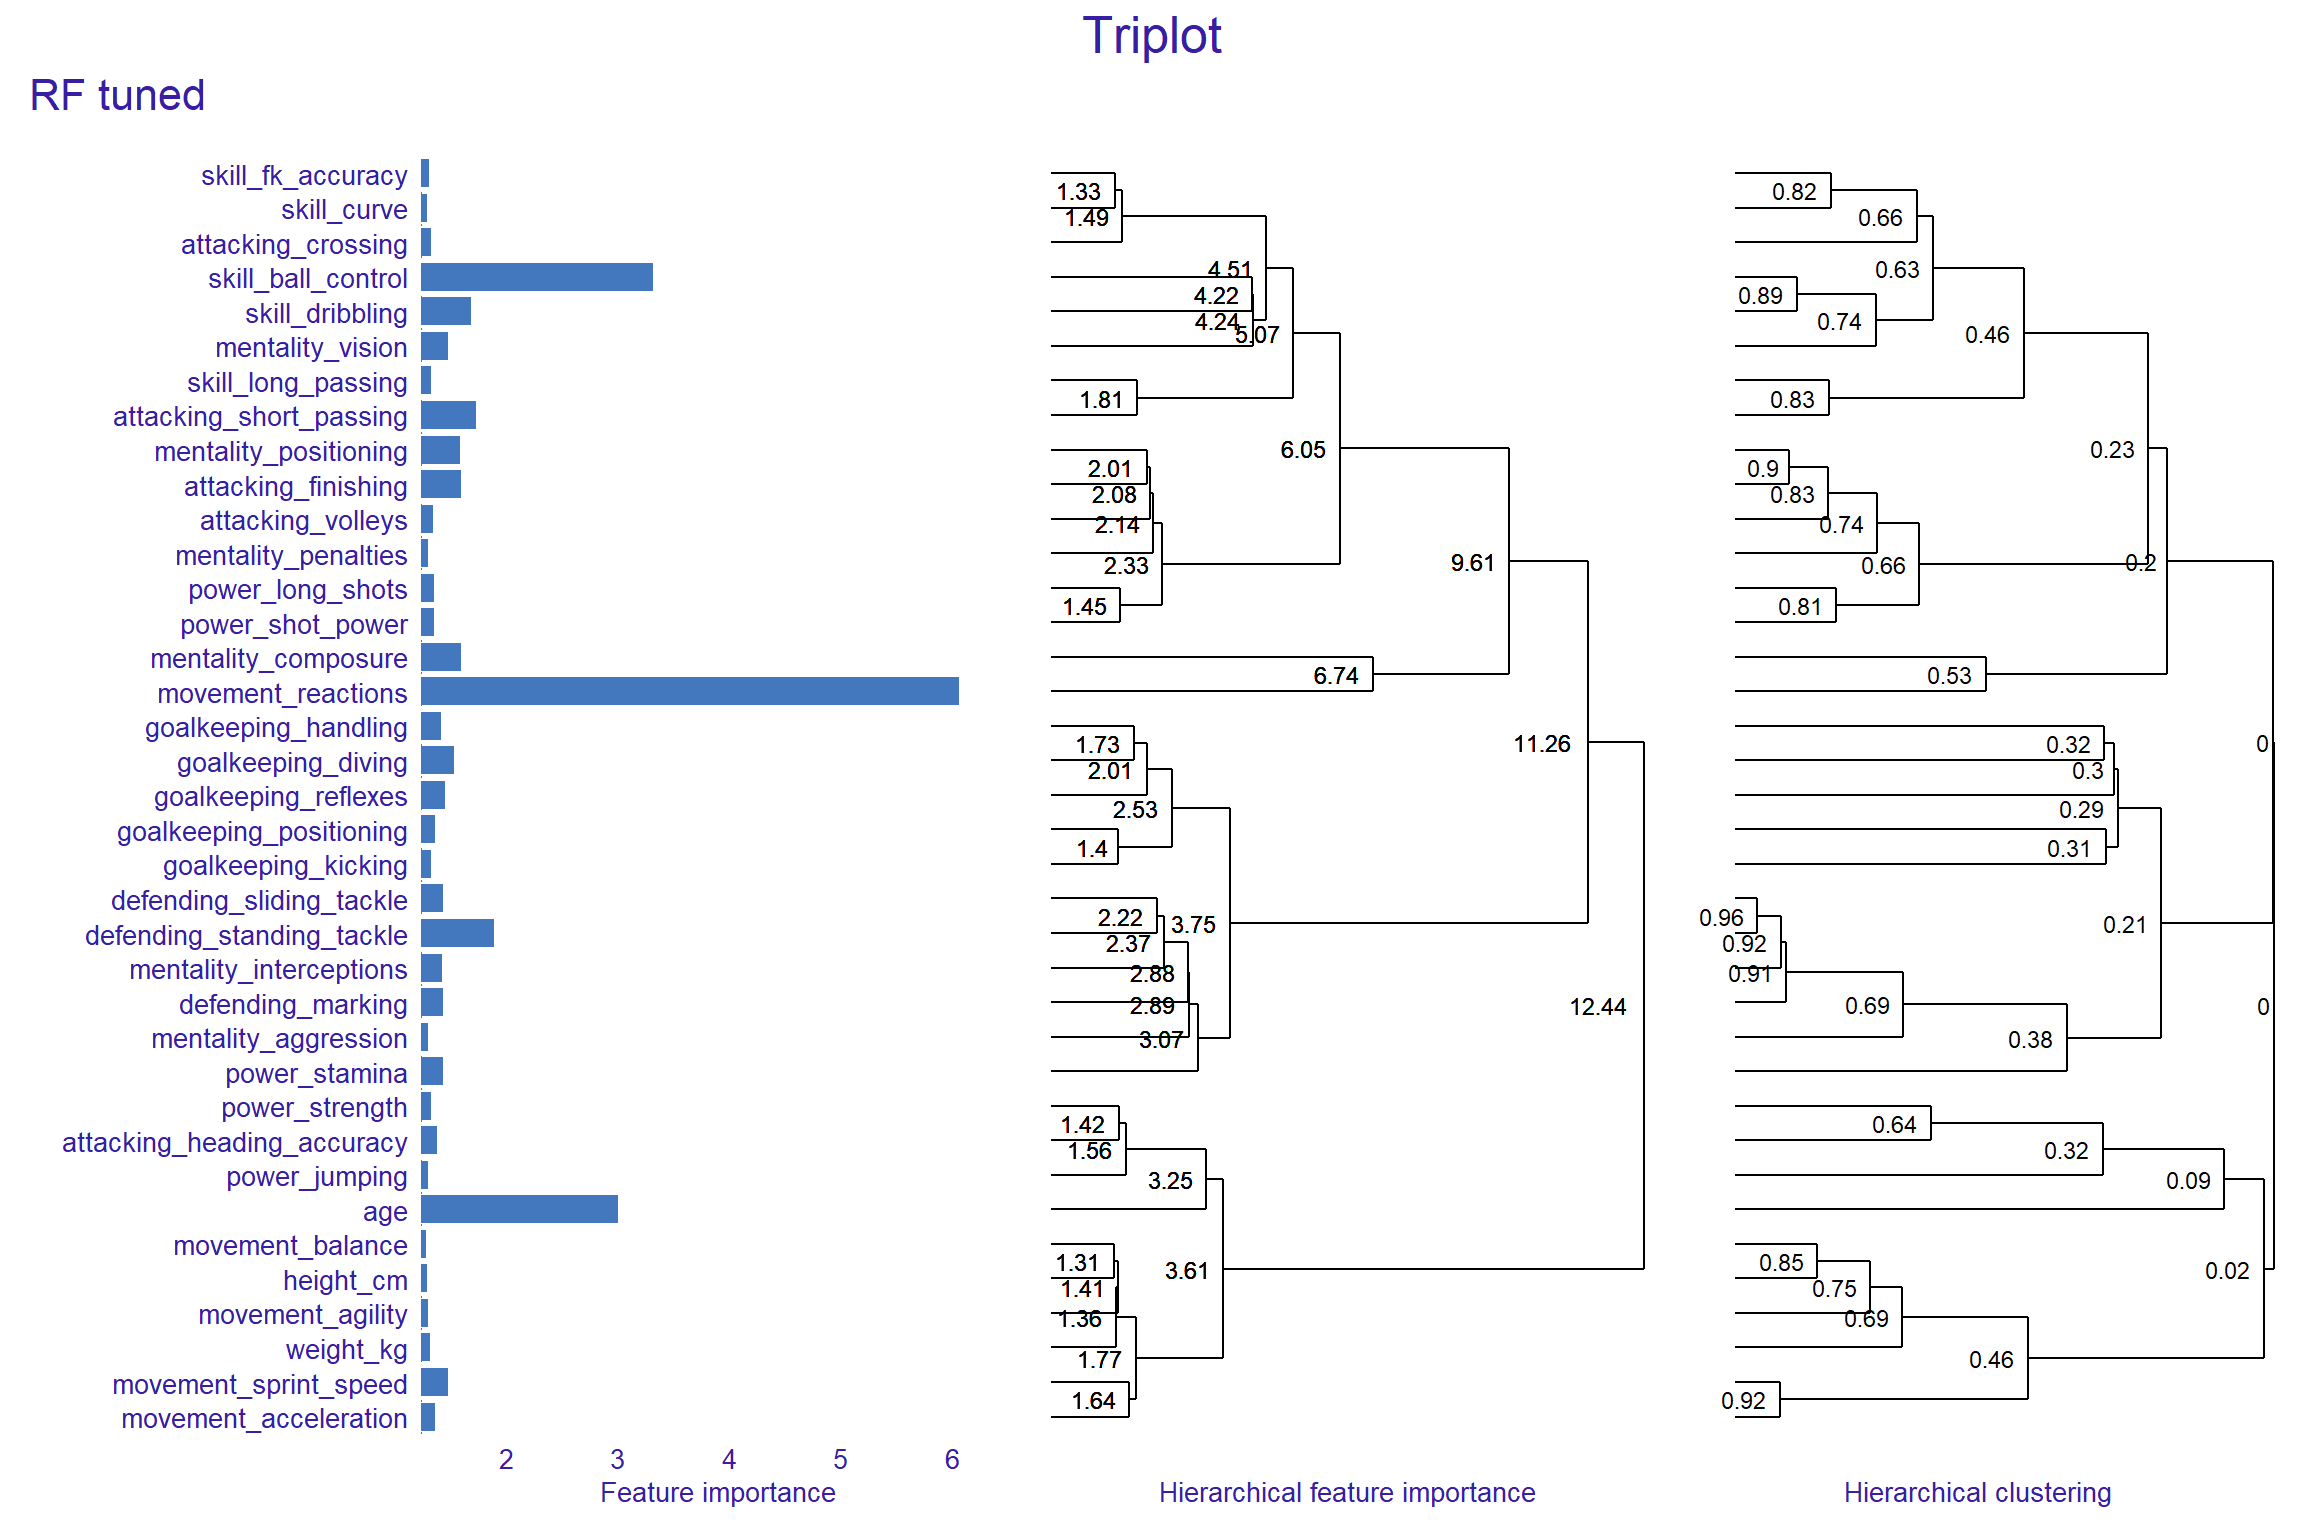 Triplot
RF tuned
skill_fk_accuracy
skill_curve
attacking_crossing
skill_ball_control
skill_dribbling
mentality_vision
skill_long_passing
attacking_short_passing
mentality_positioning
attacking_finishing
attacking_volleys
mentality_penalties
power_long_shots
power_shot_power
mentality_composure
movement_reactions
goalkeeping_handling
goalkeeping_diving
goalkeeping_reflexes
goalkeeping_positioning
goalkeeping_kicking
defending_sliding_tackle
defending_standing_tackle
mentality_interceptions
defending_marking
mentality_aggression
power_stamina
power_strength
attacking_heading_accuracy
power_jumping
age
movement_balance
height_cm
movement_agility
weight_kg
movement_sprint_speed
movement_acceleration
2 3 4 5 6
Feature importance
1.33
1.49
4.51
4.22
4.24
5.07
1.81
6.05
2.01
2.08
2.14
2.33
9.61
1.45
6.74
1.73
11.26
2.01
2.53
1.4
2.22
3.75
2.37
2.88
2.89
12.44
3.07
1.42
1.56
3.25
1.31
3.61
1.41
1.36
1.77
1.64
Hierarchical feature importance
0.82
0.66
0.63
0.89
0.74
0.46
0.83
0.23
0.9
0.83
0.74
0.2
0.66
0.81
0.53
0.32
0
0.3
0.29
0.31
0.96
0.21
0.92
0.91
0.69
0
0.38
0.64
0.32
0.09
0.85
0.02
0.75
0.69
0.46
0.92
Hierarchical clustering